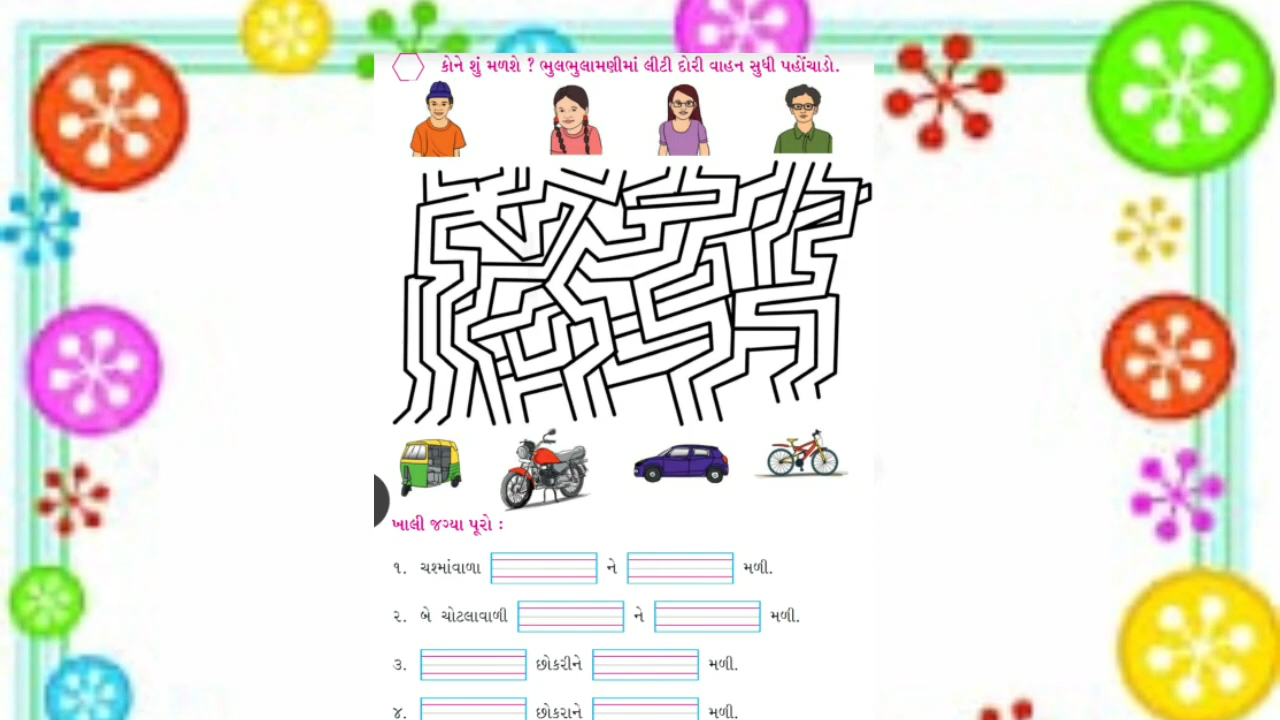 કોને શું મળશે ? ભુલભુલામણીમાં લીટી દોરી વાહન સુધી પહોંચાડો.
ખાલી જગ્યા પૂરો :
૧. ચશ્માંવાળા ને મળી.
૨. બે ચોટલાવાળી ને મળી.
૩. છોકરીને મળી.
૪. છોકરાને મળી.